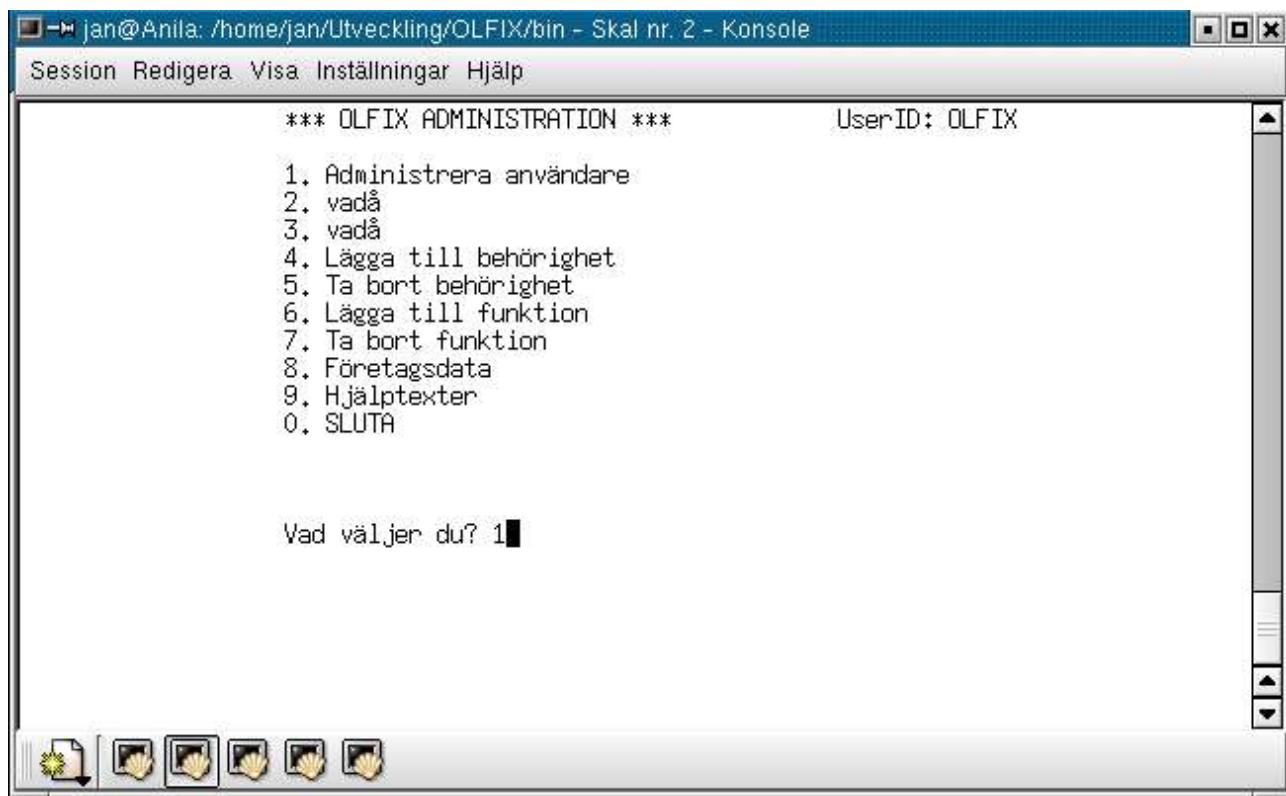 jan@Anila: /home/jan/Utveckling/OLFIX/bin - Skal nr. 2 - Konsole
Session Redigera Visa Inställningar Hjälp
*** OLFIX ADMINISTRATION *** UserID: OLFIX
1. Administrera användare
2. vadå
3. vadå
4. Lägga till behörighet
5. Ta bort behörighet
6. Lägga till funktion
7. Ta bort funktion
8. Företagsdata
9. Hjälptexter
0. SLUTA
Vad väljer du? 1